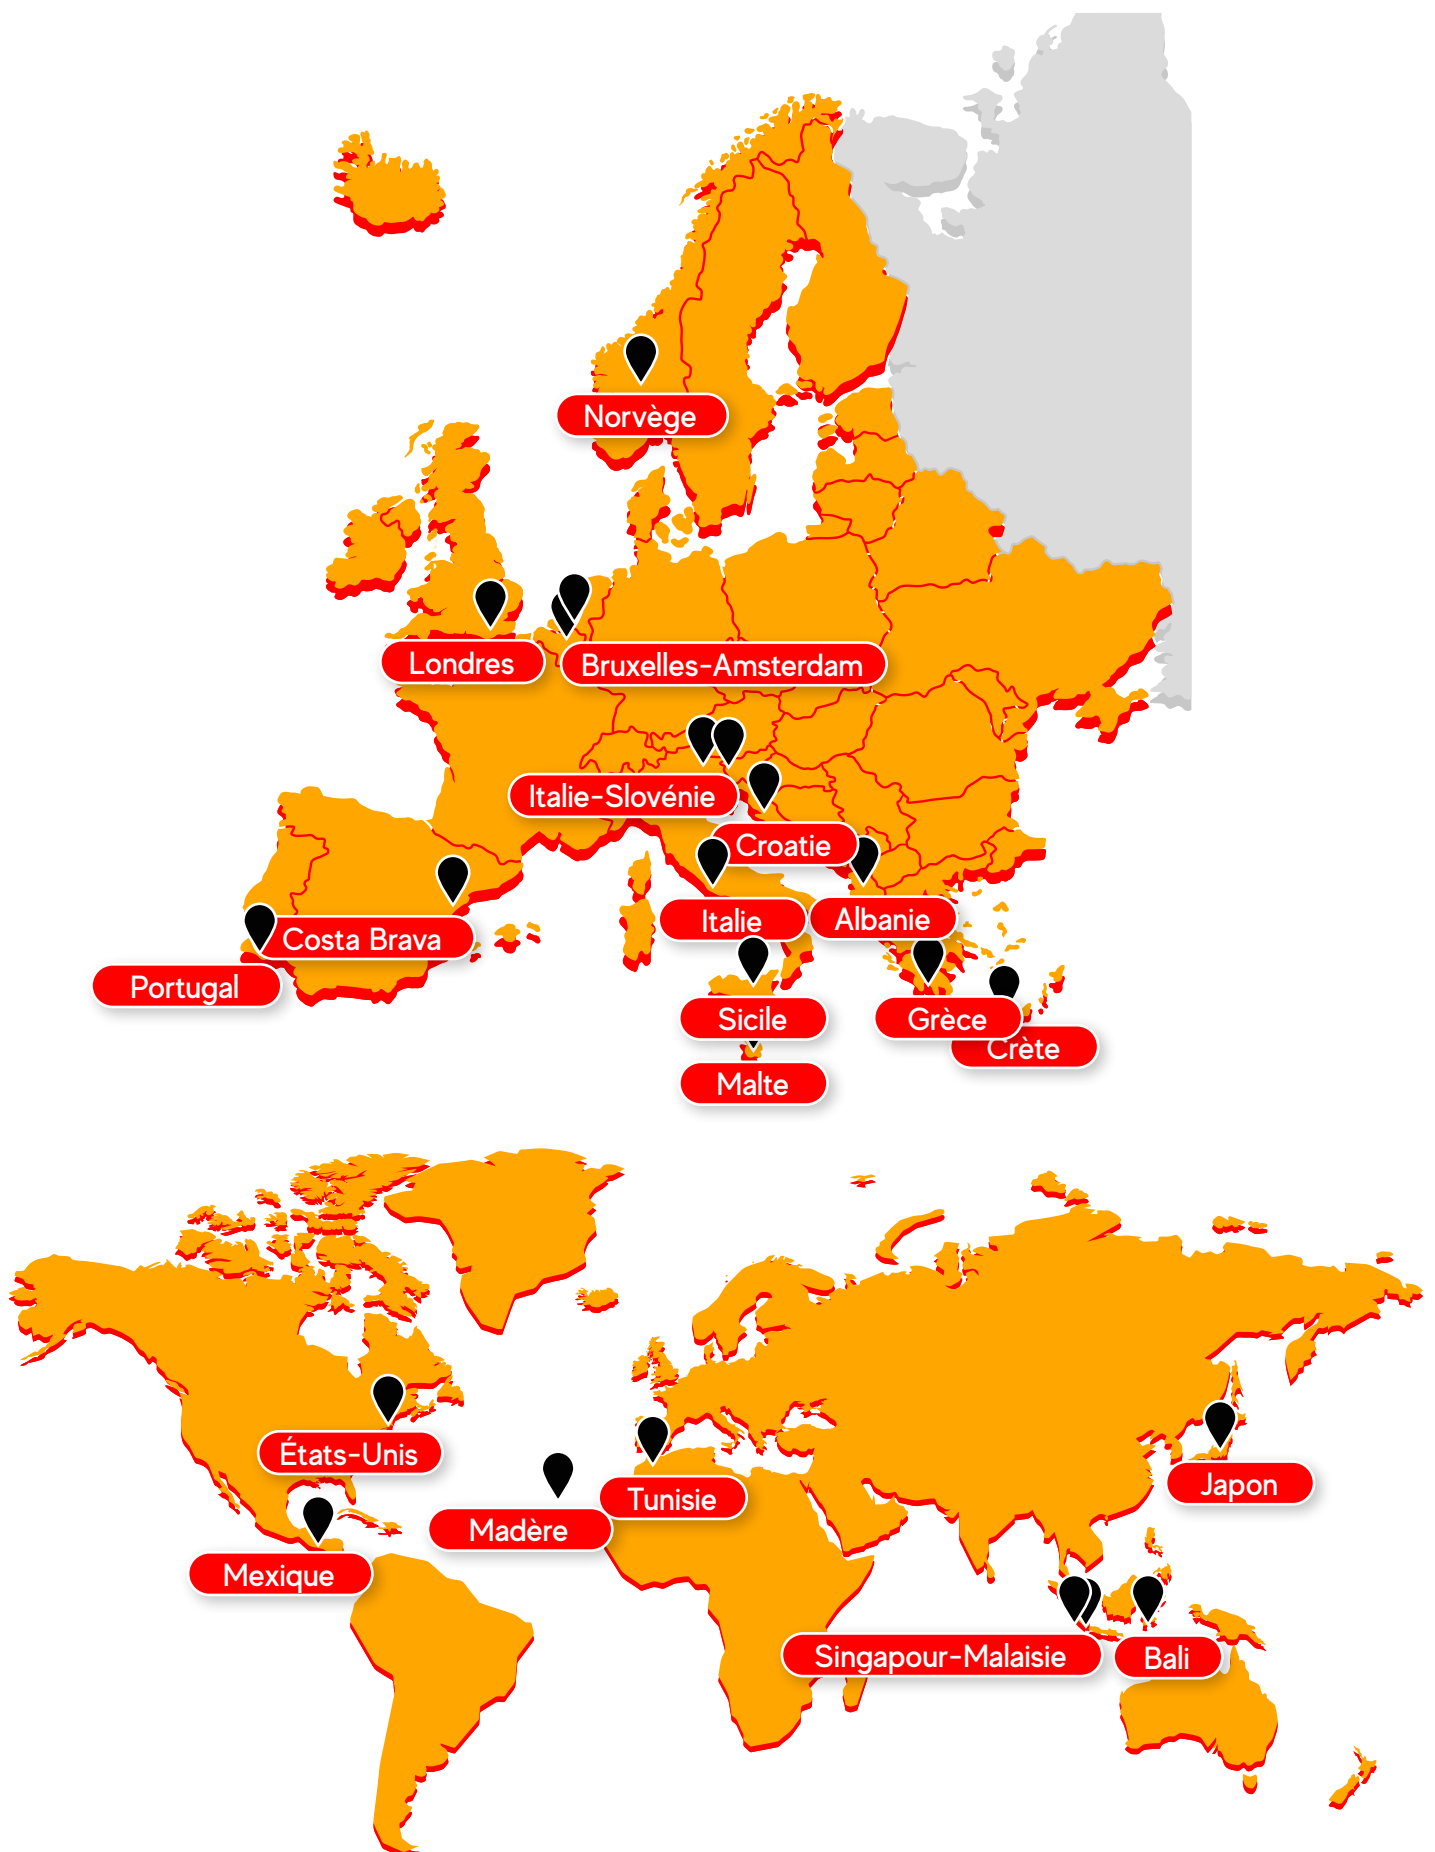 Norvège
Londres
Bruxelles-Amsterdam
Italie-Slovénie
Croatie
Italie
Albanie
Costa Brava
Portugal
Sicile
Grèce
Crète
Malte
États-Unis
Japon
Tunisie
Madère
Mexique
Singapour-Malaisie
Bali